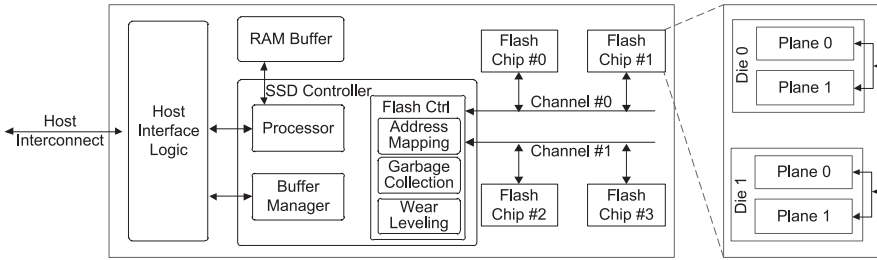 Host
Interconnect
Host
Interface
Logic
RAM Buffer
SSD Controller
Processor
Buffer
Manager
Flash Ctrl
Address
Mapping
Garbage
Collection
Wear
Leveling
Flash
Chip #0
Flash
Chip #1
Channel #0
Channel #1
Flash
Chip #2
Flash
Chip #3
Die 0
Plane 0
Plane 1
Die 1
Plane 0
Plane 1